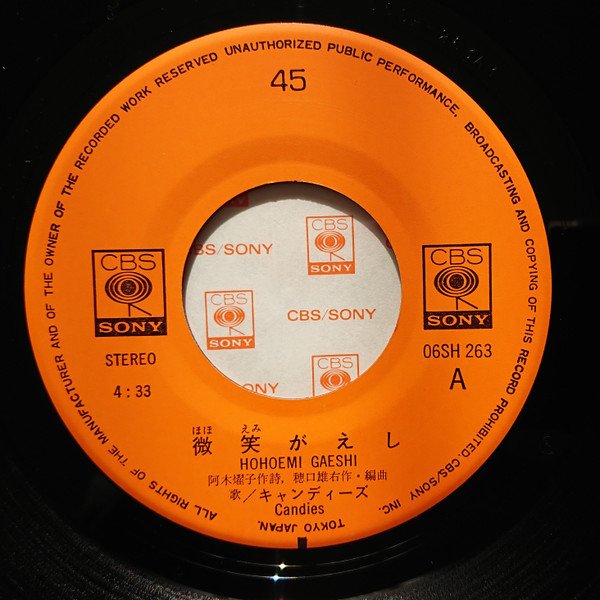 ALL RIGHTS OF THE MANUFACTURER AND OF THE OWNER OF THE RECORDED WORK RESERVED UNAUTHORIZED PUBLIC PERFORMANCE, BROADCASTING AND COPYING OF THIS RECORD PROHIBITED. CBS/SONY INC. TOKYO JAPAN.
45
CBS
SONY
CBS
SONY
STEREO
4:33
06SH 263
A
BS/SONY
CBS
SONY
CBS
SONY
CBS/SONY
ONY
CBS
ほほ えみ
微笑がえし
HOHOEMI GAESHI
阿木燿子作詩,穂口雄右作・編曲
歌/キャンディーズ
Candies